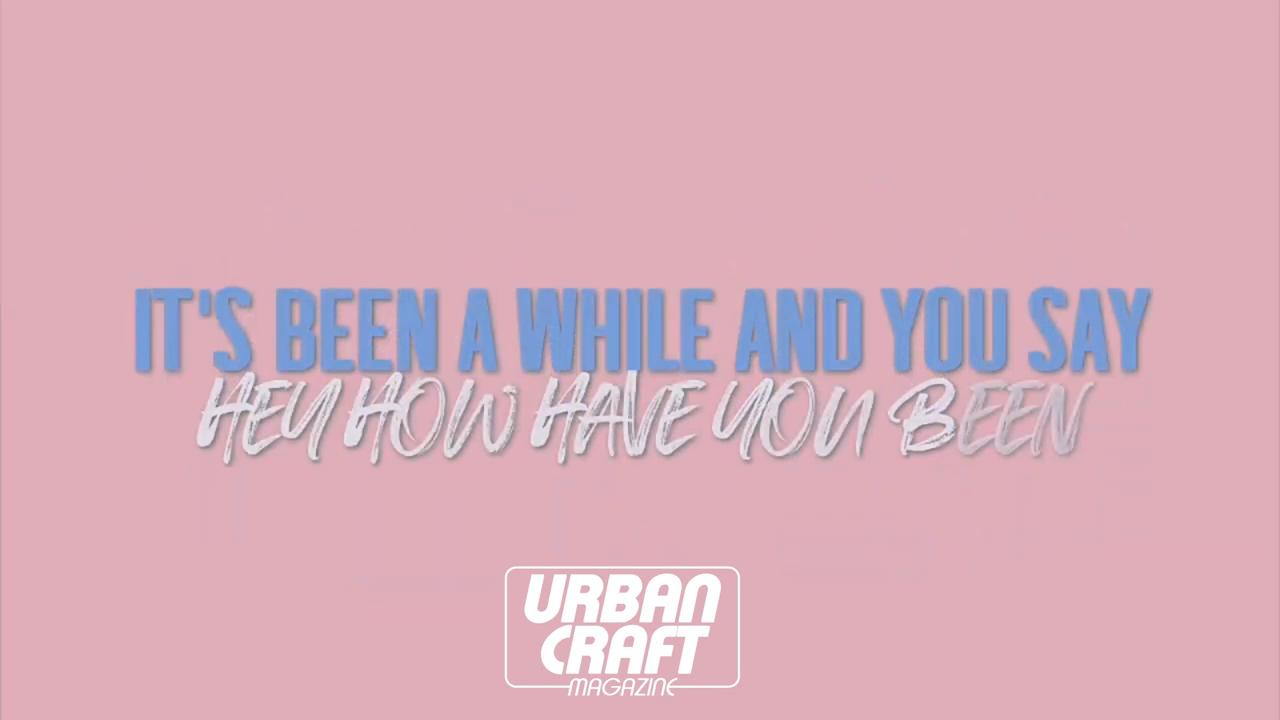 IT'S BEEN A WHILE AND YOU SAY
HEY HOW HAVE YOU BEEN
URBAN
CRAFT
MAGAZINE